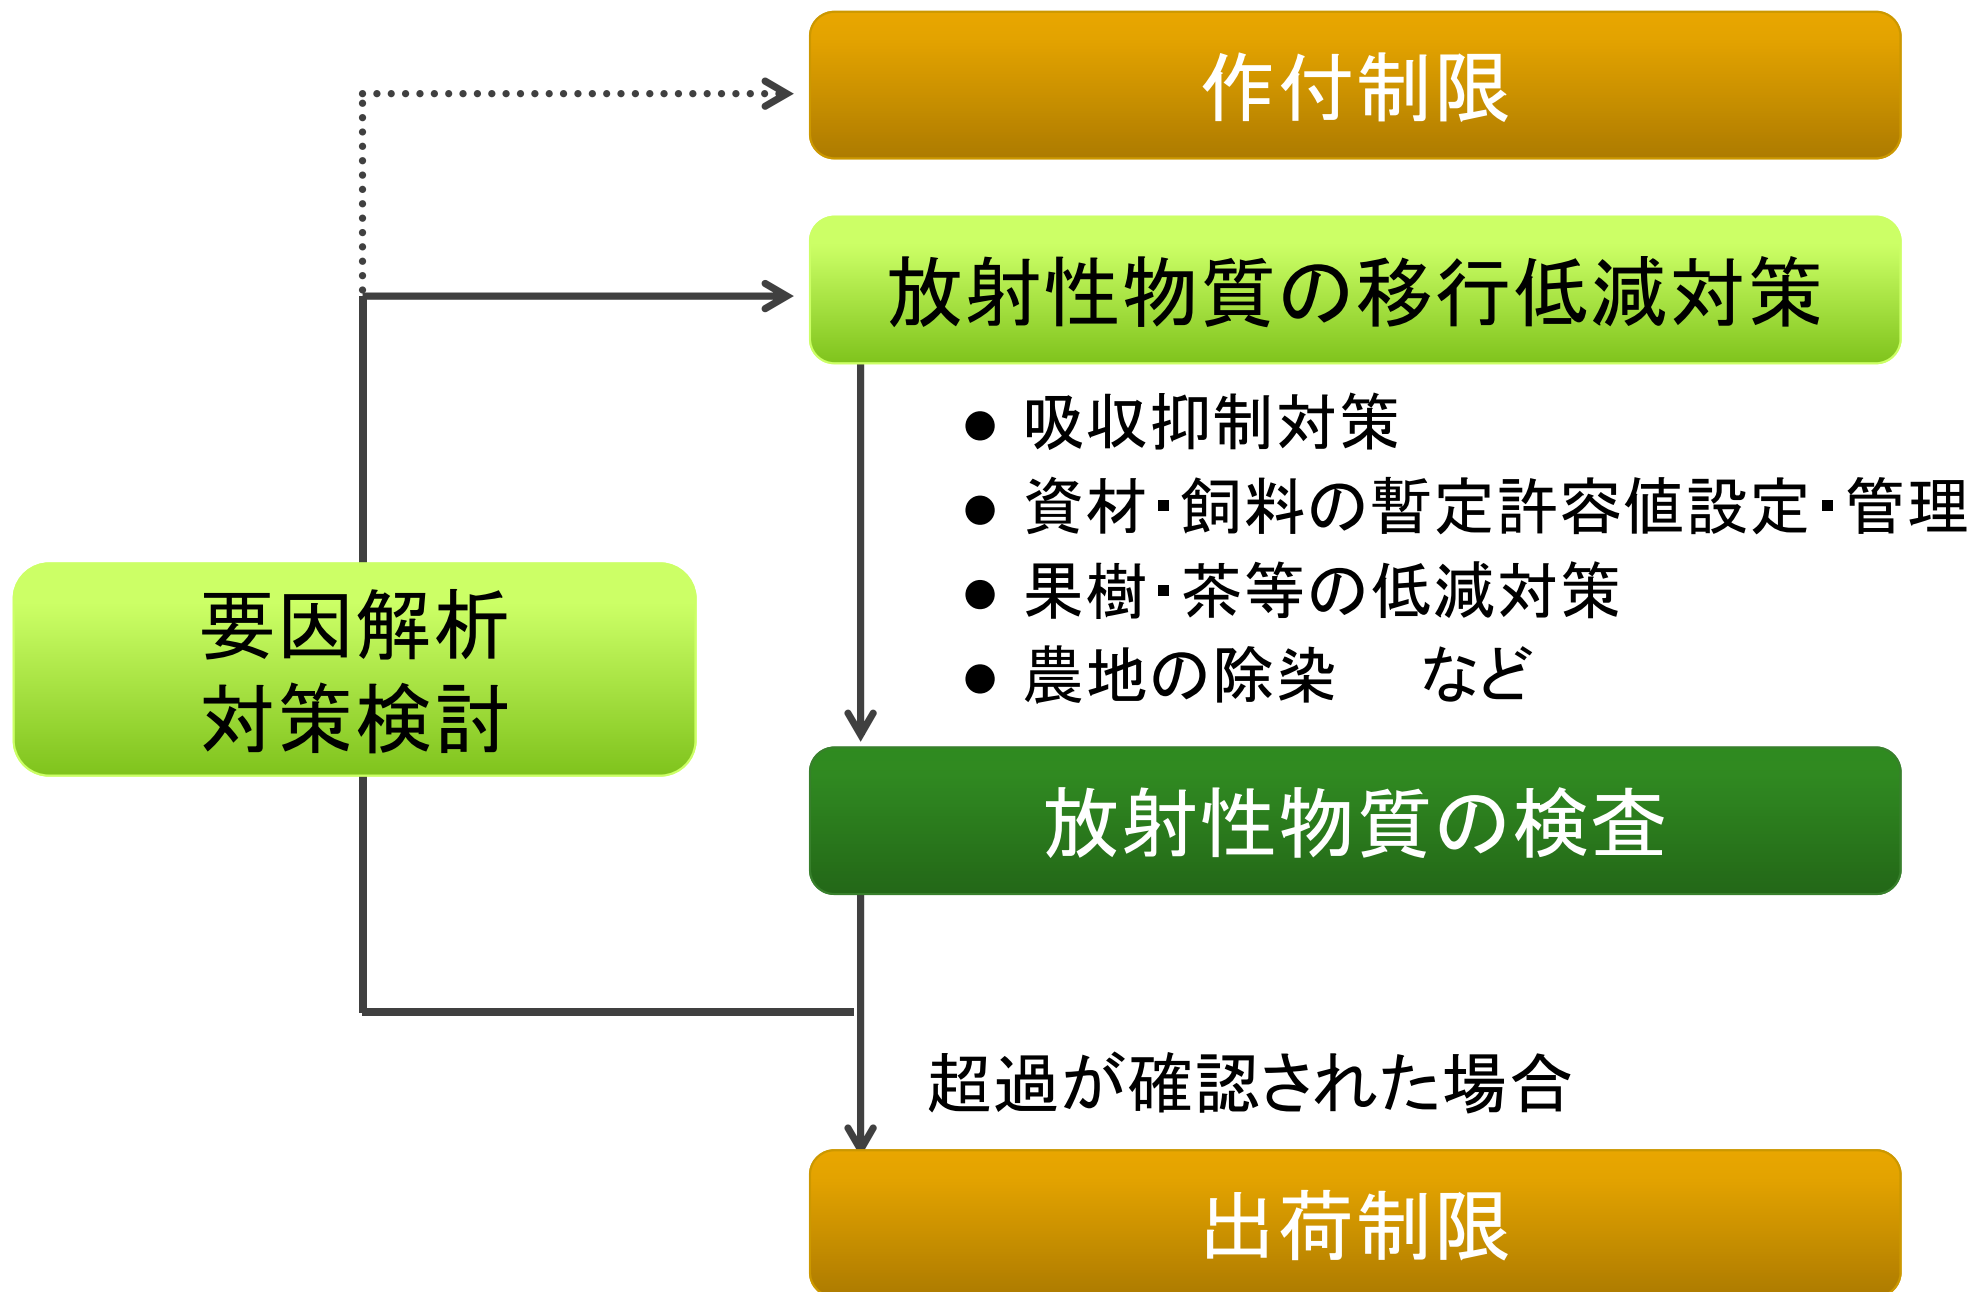 作付制限
放射性物質の移行低減対策
● 吸収抑制対策
● 資材・飼料の暫定許容値設定・管理
● 果樹・茶等の低減対策
● 農地の除染　など
要因解析
対策検討
放射性物質の検査
超過が確認された場合
出荷制限